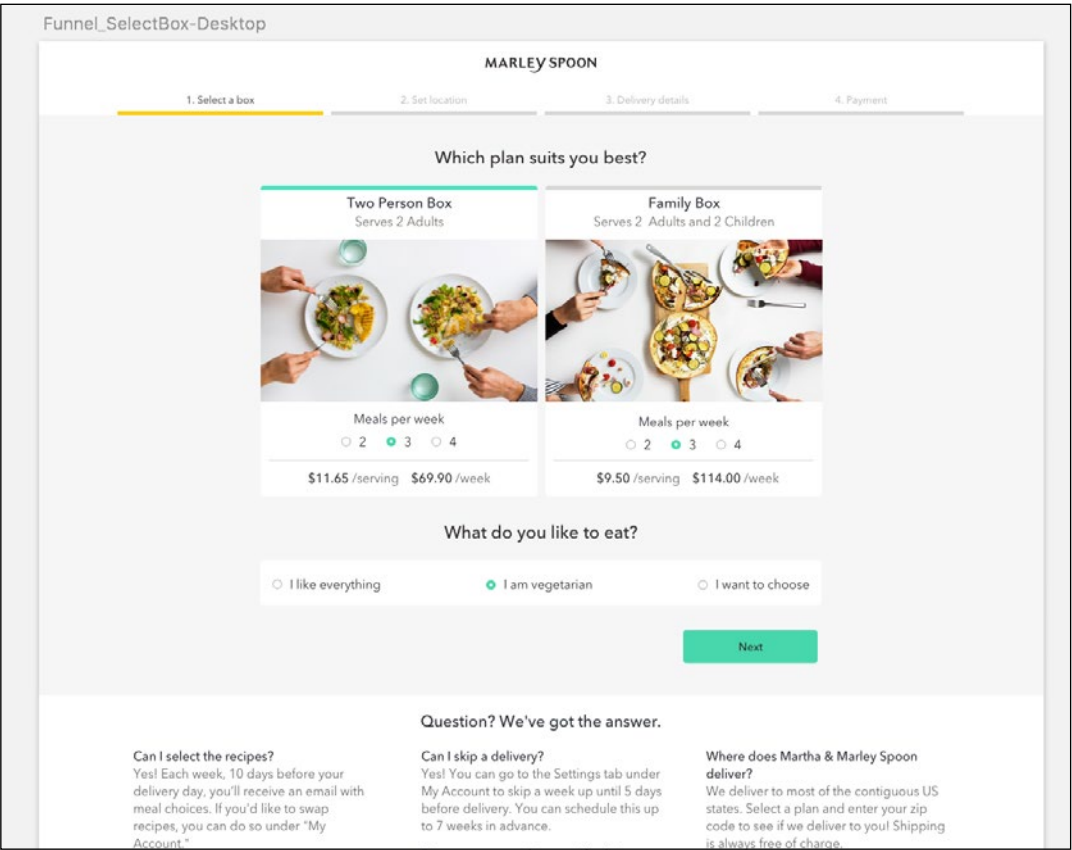 Funnel_SelectBox-Desktop
MARLEY SPOON
1. Select a box
2. Set location
3. Delivery details
4. Payment
Which plan suits you best?
Two Person Box
Serves 2 Adults
Family Box
Serves 2 Adults and 2 Children
Meals per week
2 3 4
$11.65 /serving $69.90 /week
Meals per week
2 3 4
$9.50 /serving $114.00 /week
What do you like to eat?
I like everything
I am vegetarian
I want to choose
Next
Question? We've got the answer.
Can I select the recipes?
Yes! Each week, 10 days before your
delivery day, you'll receive an email with
meal choices. If you'd like to swap
recipes, you can do so under "My
Account."
Can I skip a delivery?
Yes! You can go to the Settings tab under
My Account to skip a week up until 5 days
before delivery. You can schedule this up
to 7 weeks in advance.
Where does Martha & Marley Spoon
deliver?
We deliver to most of the contiguous US
states. Select a plan and enter your zip
code to see if we deliver to you! Shipping
is always free of charge.